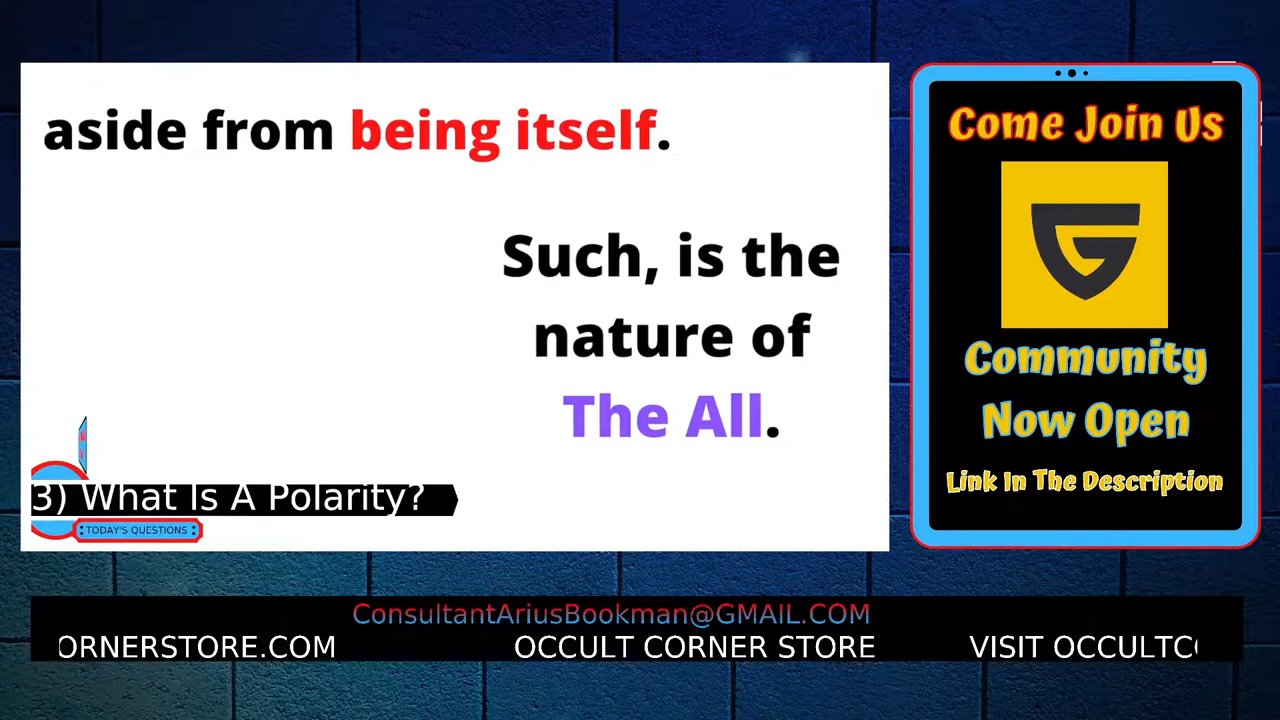 aside from being itself.
Such, is the
nature of
The All.
3) What Is A Polarity?
TODAY'S QUESTIONS
Come Join Us
Community
Now Open
Link In The Description
ConsultantAriusBookman@GMAIL.COM
ORNERSTORE.COM OCCULT CORNER STORE VISIT OCCULTC